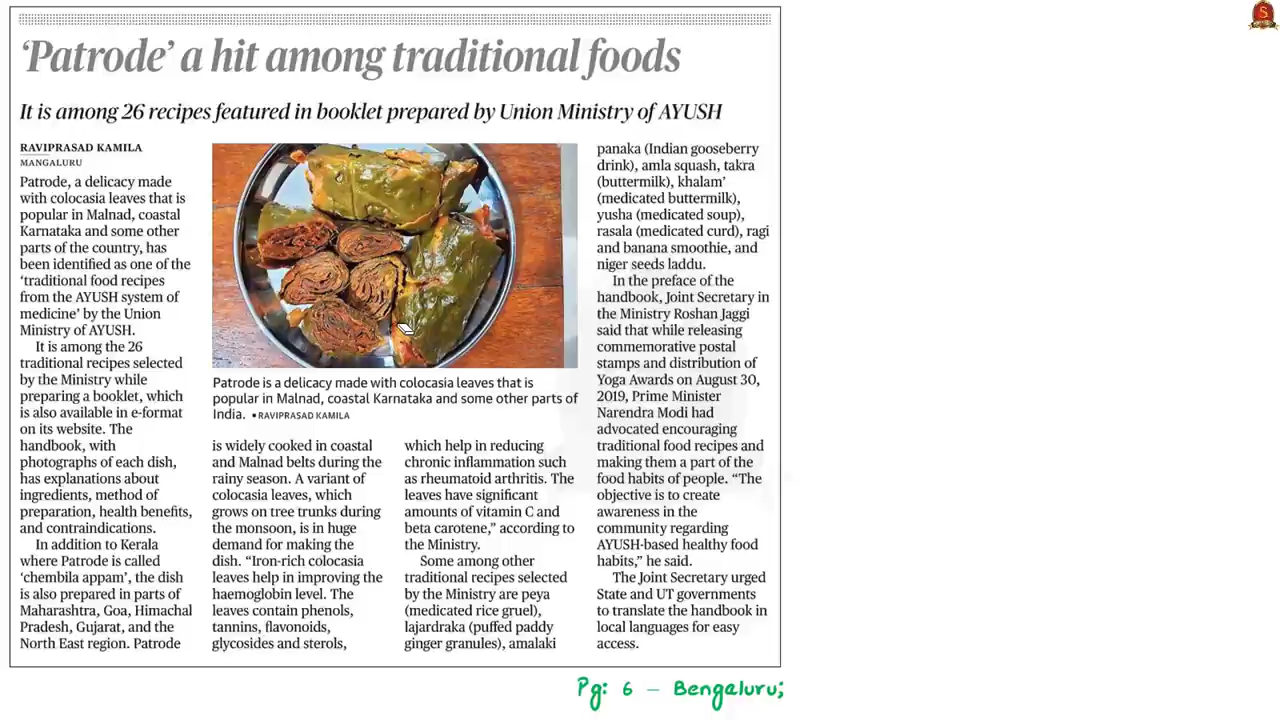 ‘Patrode’ a hit among traditional foods
It is among 26 recipes featured in booklet prepared by Union Ministry of AYUSH
RAVIPRASAD KAMILA
MANGALURU
Patrode, a delicacy made
with colocasia leaves that is
popular in Malnad, coastal
Karnataka and some other
parts of the country, has
been identified as one of the
‘traditional food recipes
from the AYUSH system of
medicine’ by the Union
Ministry of AYUSH.
It is among the 26
traditional recipes selected
by the Ministry while
preparing a booklet, which
is also available in e-format
on its website. The
handbook, with
photographs of each dish,
has explanations about
ingredients, method of
preparation, health benefits,
and contraindications.
In addition to Kerala
where Patrode is called
‘chembila appam’, the dish
is also prepared in parts of
Maharashtra, Goa, Himachal
Pradesh, Gujarat, and the
North East region. Patrode
Patrode is a delicacy made with colocasia leaves that is
popular in Malnad, coastal Karnataka and some other parts of
India. •RAVIPRASAD KAMILA
is widely cooked in coastal
and Malnad belts during the
rainy season. A variant of
colocasia leaves, which
grows on tree trunks during
the monsoon, is in huge
demand for making the
dish. “Iron-rich colocasia
leaves help in improving the
haemoglobin level. The
leaves contain phenols,
tannins, flavonoids,
glycosides and sterols,
which help in reducing
chronic inflammation such
as rheumatoid arthritis. The
leaves have significant
amounts of vitamin C and
beta carotene,” according to
the Ministry.
Some among other
traditional recipes selected
by the Ministry are peya
(medicated rice gruel),
lajardraka (puffed paddy
ginger granules), amalaki
panaka (Indian gooseberry
drink), amla squash, takra
(buttermilk), khalam’
(medicated buttermilk),
yusha (medicated soup),
rasala (medicated curd), ragi
and banana smoothie, and
niger seeds laddu.
In the preface of the
handbook, Joint Secretary in
the Ministry Roshan Jaggi
said that while releasing
commemorative postal
stamps and distribution of
Yoga Awards on August 30,
2019, Prime Minister
Narendra Modi had
advocated encouraging
traditional food recipes and
making them a part of the
food habits of people. “The
objective is to create
awareness in the
community regarding
AYUSH-based healthy food
habits,” he said.
The Joint Secretary urged
State and UT governments
to translate the handbook in
local languages for easy
access.
Pg: 6 – Bengaluru;